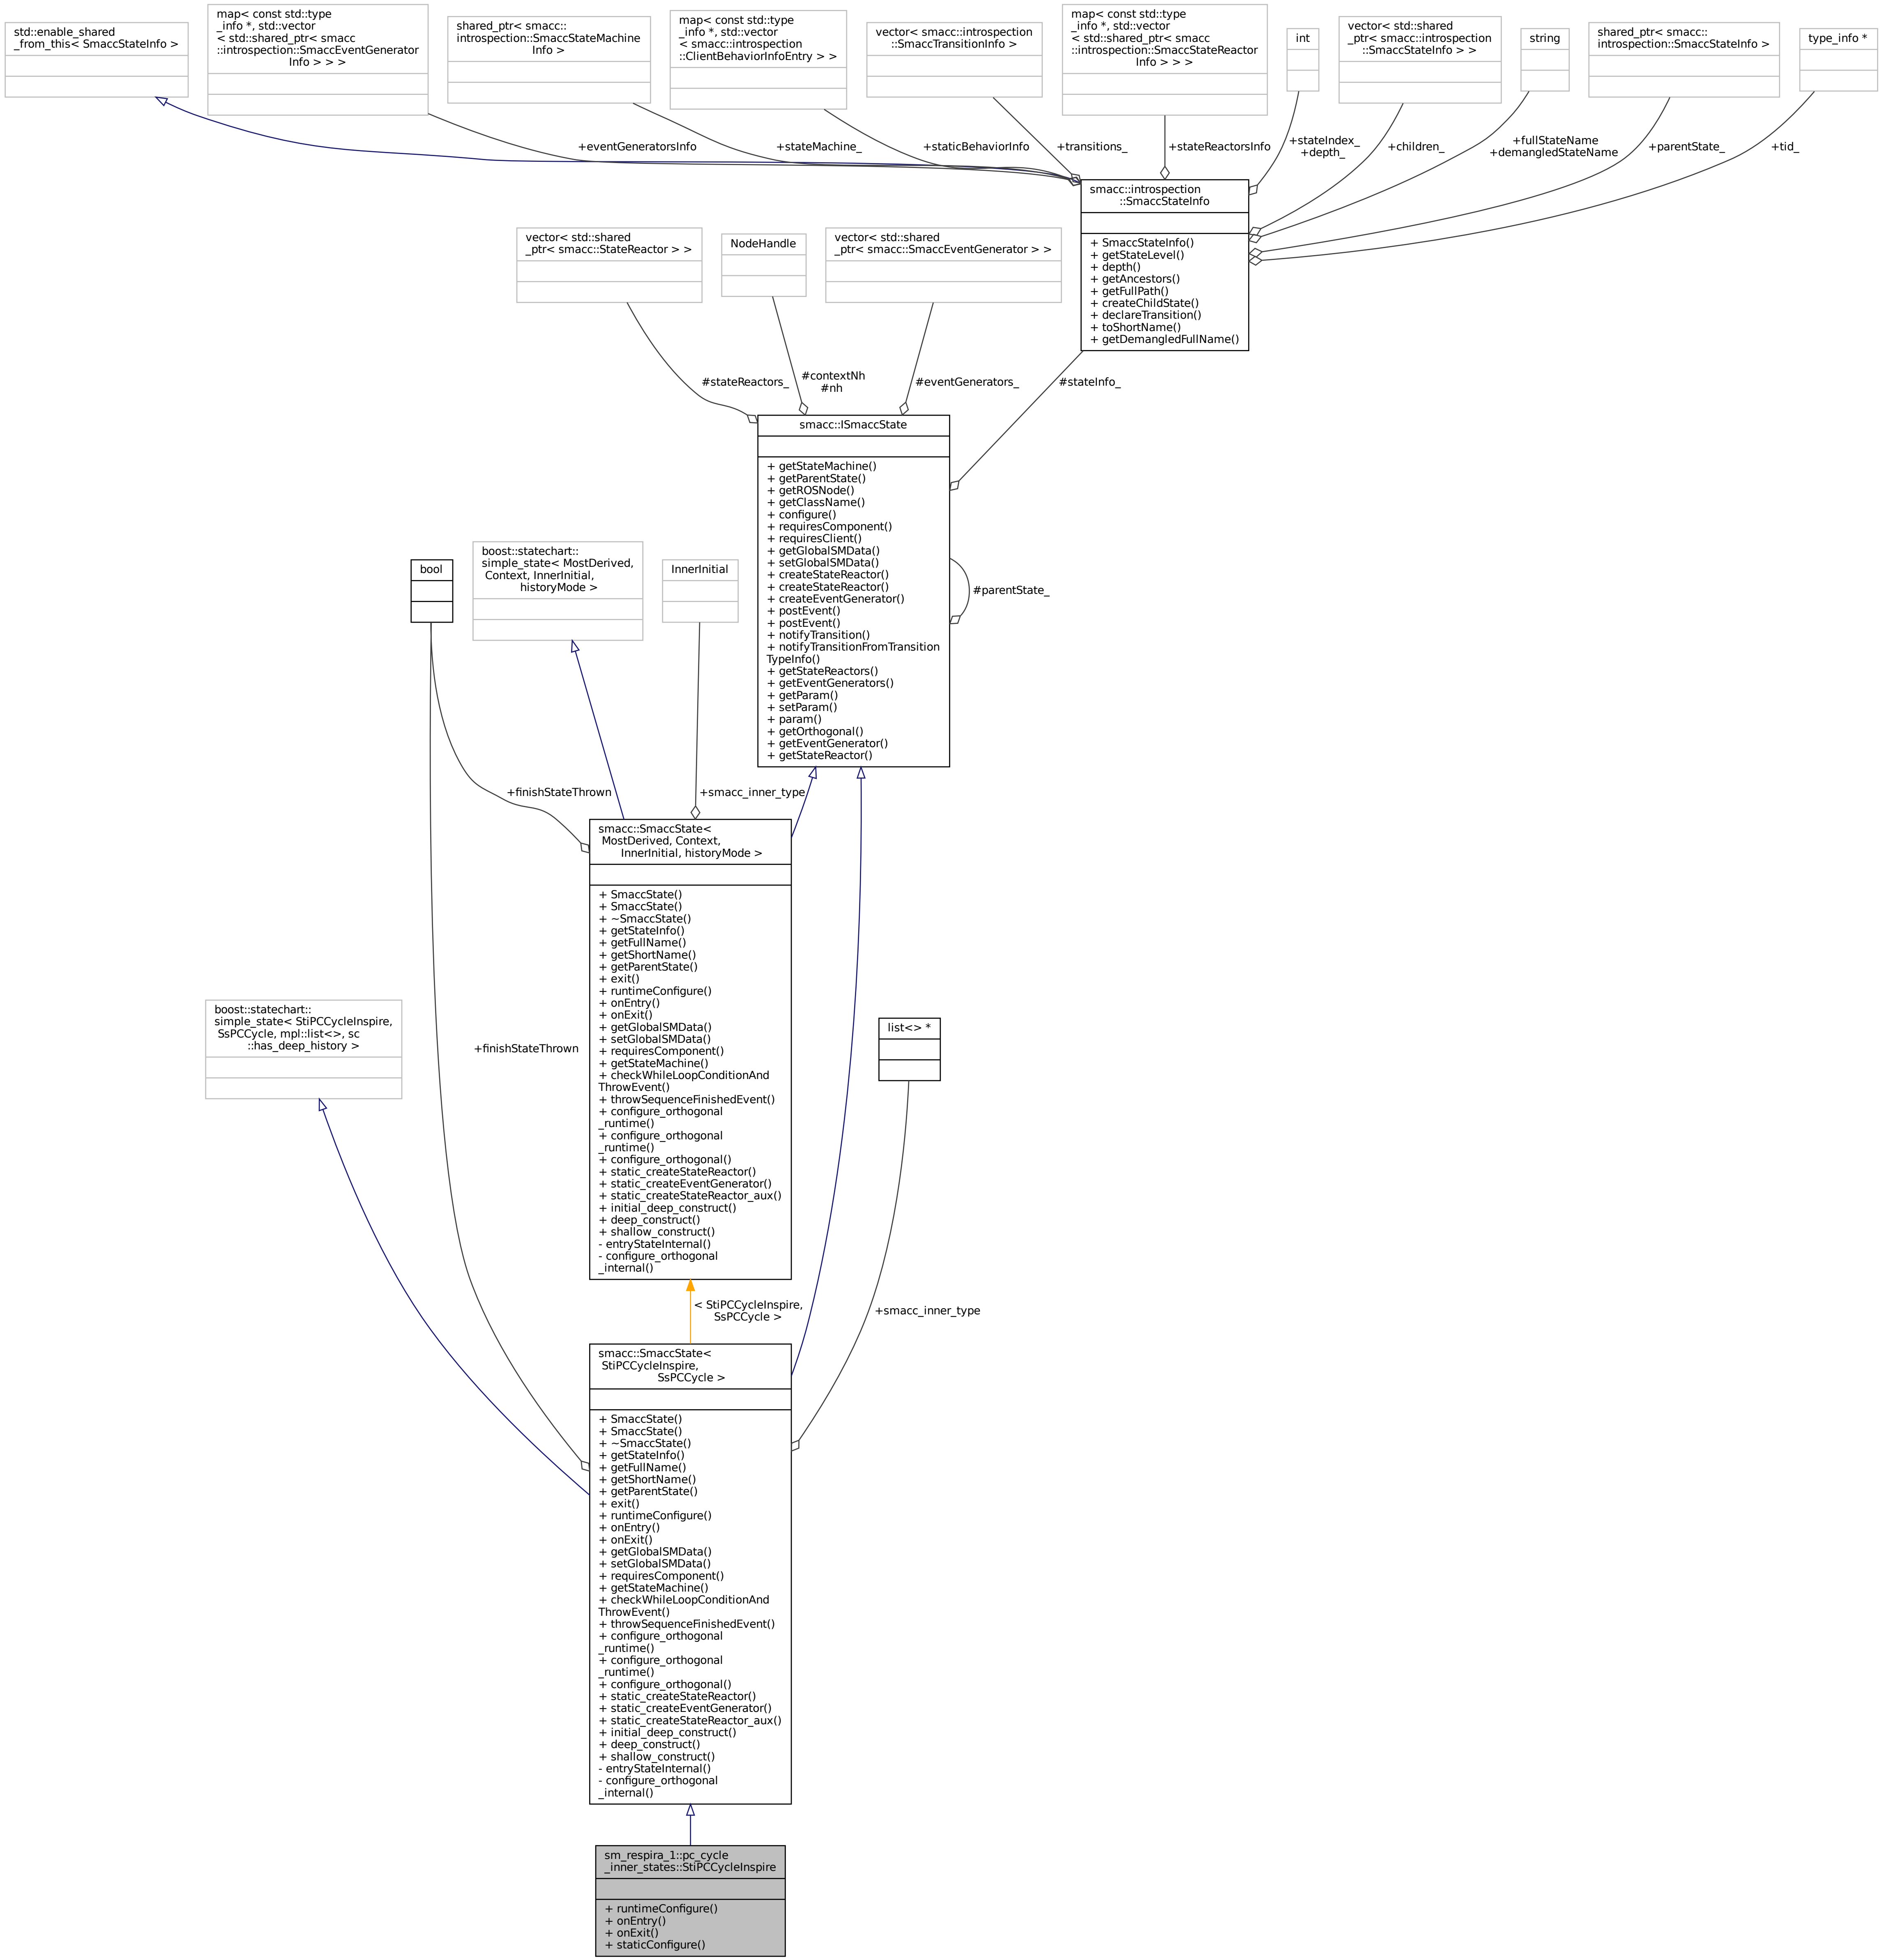 std::enable_shared
_from_this< SmaccStateInfo >
map< const std::type
_info *, std::vector
< std::shared_ptr< smacc
::introspection::SmaccEventGenerator
Info > > >
shared_ptr< smacc::
introspection::SmaccStateMachine
Info >
map< const std::type
_info *, std::vector
< smacc::introspection
::ClientBehaviorInfoEntry > >
vector< smacc::introspection
::SmaccTransitionInfo >
map< const std::type
_info *, std::vector
< std::shared_ptr< smacc
::introspection::SmaccStateReactor
Info > > >
int
vector< std::shared
_ptr< smacc::introspection
::SmaccStateInfo > >
string
shared_ptr< smacc::
introspection::SmaccStateInfo >
type_info *
+eventGeneratorsInfo
+stateMachine_
+staticBehaviorInfo
+transitions_
+stateReactorsInfo
+stateIndex_
+depth_
+children_
+fullStateName
+demangledStateName
+parentState_
+tid_
smacc::introspection
::SmaccStateInfo
+ SmaccStateInfo()
+ getStateLevel()
+ depth()
+ getAncestors()
+ getFullPath()
+ createChildState()
+ declareTransition()
+ toShortName()
+ getDemangledFullName()
vector< std::shared
_ptr< smacc::StateReactor > >
NodeHandle
vector< std::shared
_ptr< smacc::SmaccEventGenerator > >
#stateReactors_
#contextNh
#nh
#eventGenerators_
#stateInfo_
smacc::ISmaccState
+ getStateMachine()
+ getParentState()
+ getROSNode()
+ getClassName()
+ configure()
+ requiresComponent()
+ requiresClient()
+ getGlobalSMData()
+ setGlobalSMData()
+ createStateReactor()
+ createStateReactor()
+ createEventGenerator()
+ postEvent()
+ postEvent()
+ notifyTransition()
+ notifyTransitionFromTransition
TypeInfo()
+ getStateReactors()
+ getEventGenerators()
+ getParam()
+ setParam()
+ param()
+ getOrthogonal()
+ getEventGenerator()
+ getStateReactor()
#parentState_
bool
boost::statechart::
simple_state< MostDerived,
Context, InnerInitial,
historyMode >
InnerInitial
+finishStateThrown
+smacc_inner_type
smacc::SmaccState<
MostDerived, Context,
InnerInitial, historyMode >
+ SmaccState()
+ SmaccState()
+ ~SmaccState()
+ getStateInfo()
+ getFullName()
+ getShortName()
+ getParentState()
+ exit()
+ runtimeConfigure()
+ onEntry()
+ onExit()
+ getGlobalSMData()
+ setGlobalSMData()
+ requiresComponent()
+ getStateMachine()
+ checkWhileLoopConditionAnd
ThrowEvent()
+ throwSequenceFinishedEvent()
+ configure_orthogonal
_runtime()
+ configure_orthogonal
_runtime()
+ configure_orthogonal()
+ static_createStateReactor()
+ static_createEventGenerator()
+ static_createStateReactor_aux()
+ initial_deep_construct()
+ deep_construct()
+ shallow_construct()
- entryStateInternal()
- configure_orthogonal
_internal()
boost::statechart::
simple_state< StiPCCycleInspire,
SsPCCycle, mpl::list<>, sc
::has_deep_history >
+finishStateThrown
list<> *
< StiPCCycleInspire,
SsPCCycle >
+smacc_inner_type
smacc::SmaccState<
StiPCCycleInspire,
SsPCCycle >
+ SmaccState()
+ SmaccState()
+ ~SmaccState()
+ getStateInfo()
+ getFullName()
+ getShortName()
+ getParentState()
+ exit()
+ runtimeConfigure()
+ onEntry()
+ onExit()
+ getGlobalSMData()
+ setGlobalSMData()
+ requiresComponent()
+ getStateMachine()
+ checkWhileLoopConditionAnd
ThrowEvent()
+ throwSequenceFinishedEvent()
+ configure_orthogonal
_runtime()
+ configure_orthogonal
_runtime()
+ configure_orthogonal()
+ static_createStateReactor()
+ static_createEventGenerator()
+ static_createStateReactor_aux()
+ initial_deep_construct()
+ deep_construct()
+ shallow_construct()
- entryStateInternal()
- configure_orthogonal
_internal()
sm_respira_1::pc_cycle
_inner_states::StiPCCycleInspire
+ runtimeConfigure()
+ onEntry()
+ onExit()
+ staticConfigure()